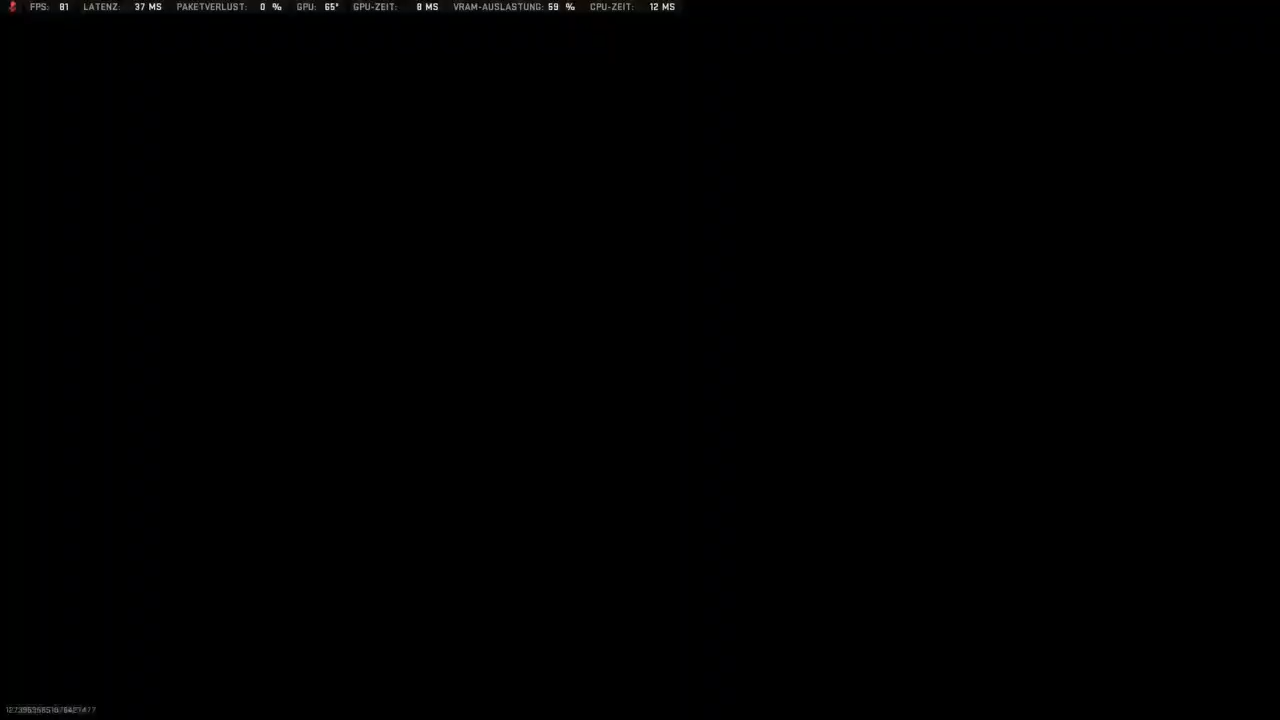 FPS: 81 LATENZ: 37 MS PAKETVERLUST: 0 % GPU: 65° GPU-ZEIT: 8 MS VRAM-AUSLASTUNG: 59 % CPU-ZEIT: 12 MS